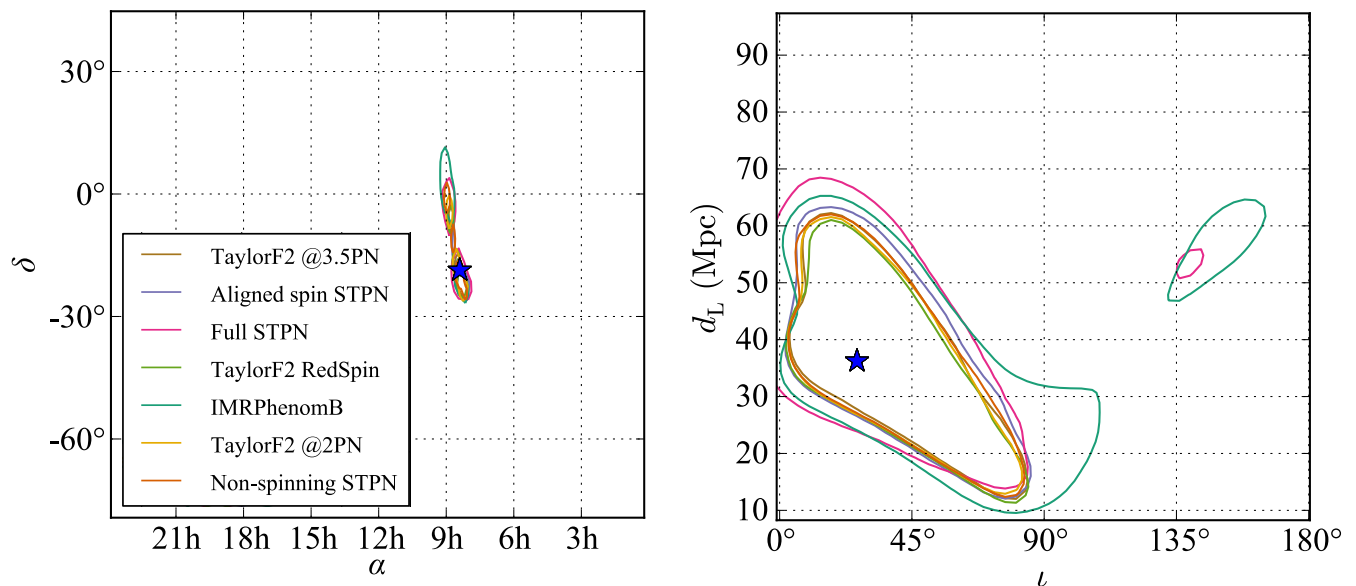 30°
0°
-30°
-60°
δ
TaylorF2 @3.5PN
Aligned spin STPN
Full STPN
TaylorF2 RedSpin
IMRPhenomB
TaylorF2 @2PN
Non-spinning STPN
21h 18h 15h 12h 9h 6h 3h
α
90
80
70
60
50
40
30
20
10
d_L (Mpc)
0° 45° 90° 135° 180°
ι